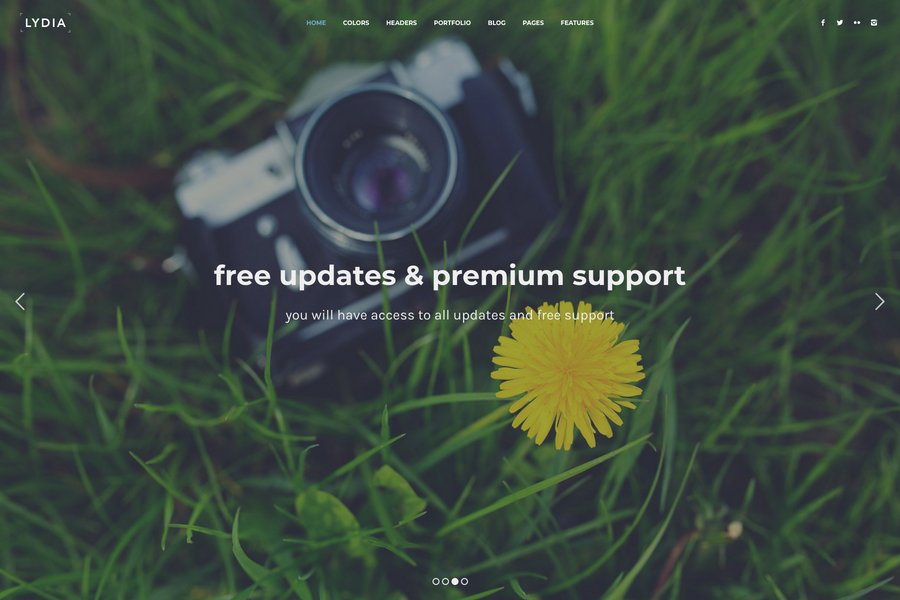 LYDIA
HOME COLORS HEADERS PORTFOLIO BLOG PAGES FEATURES
free updates & premium support
you will have access to all updates and free support